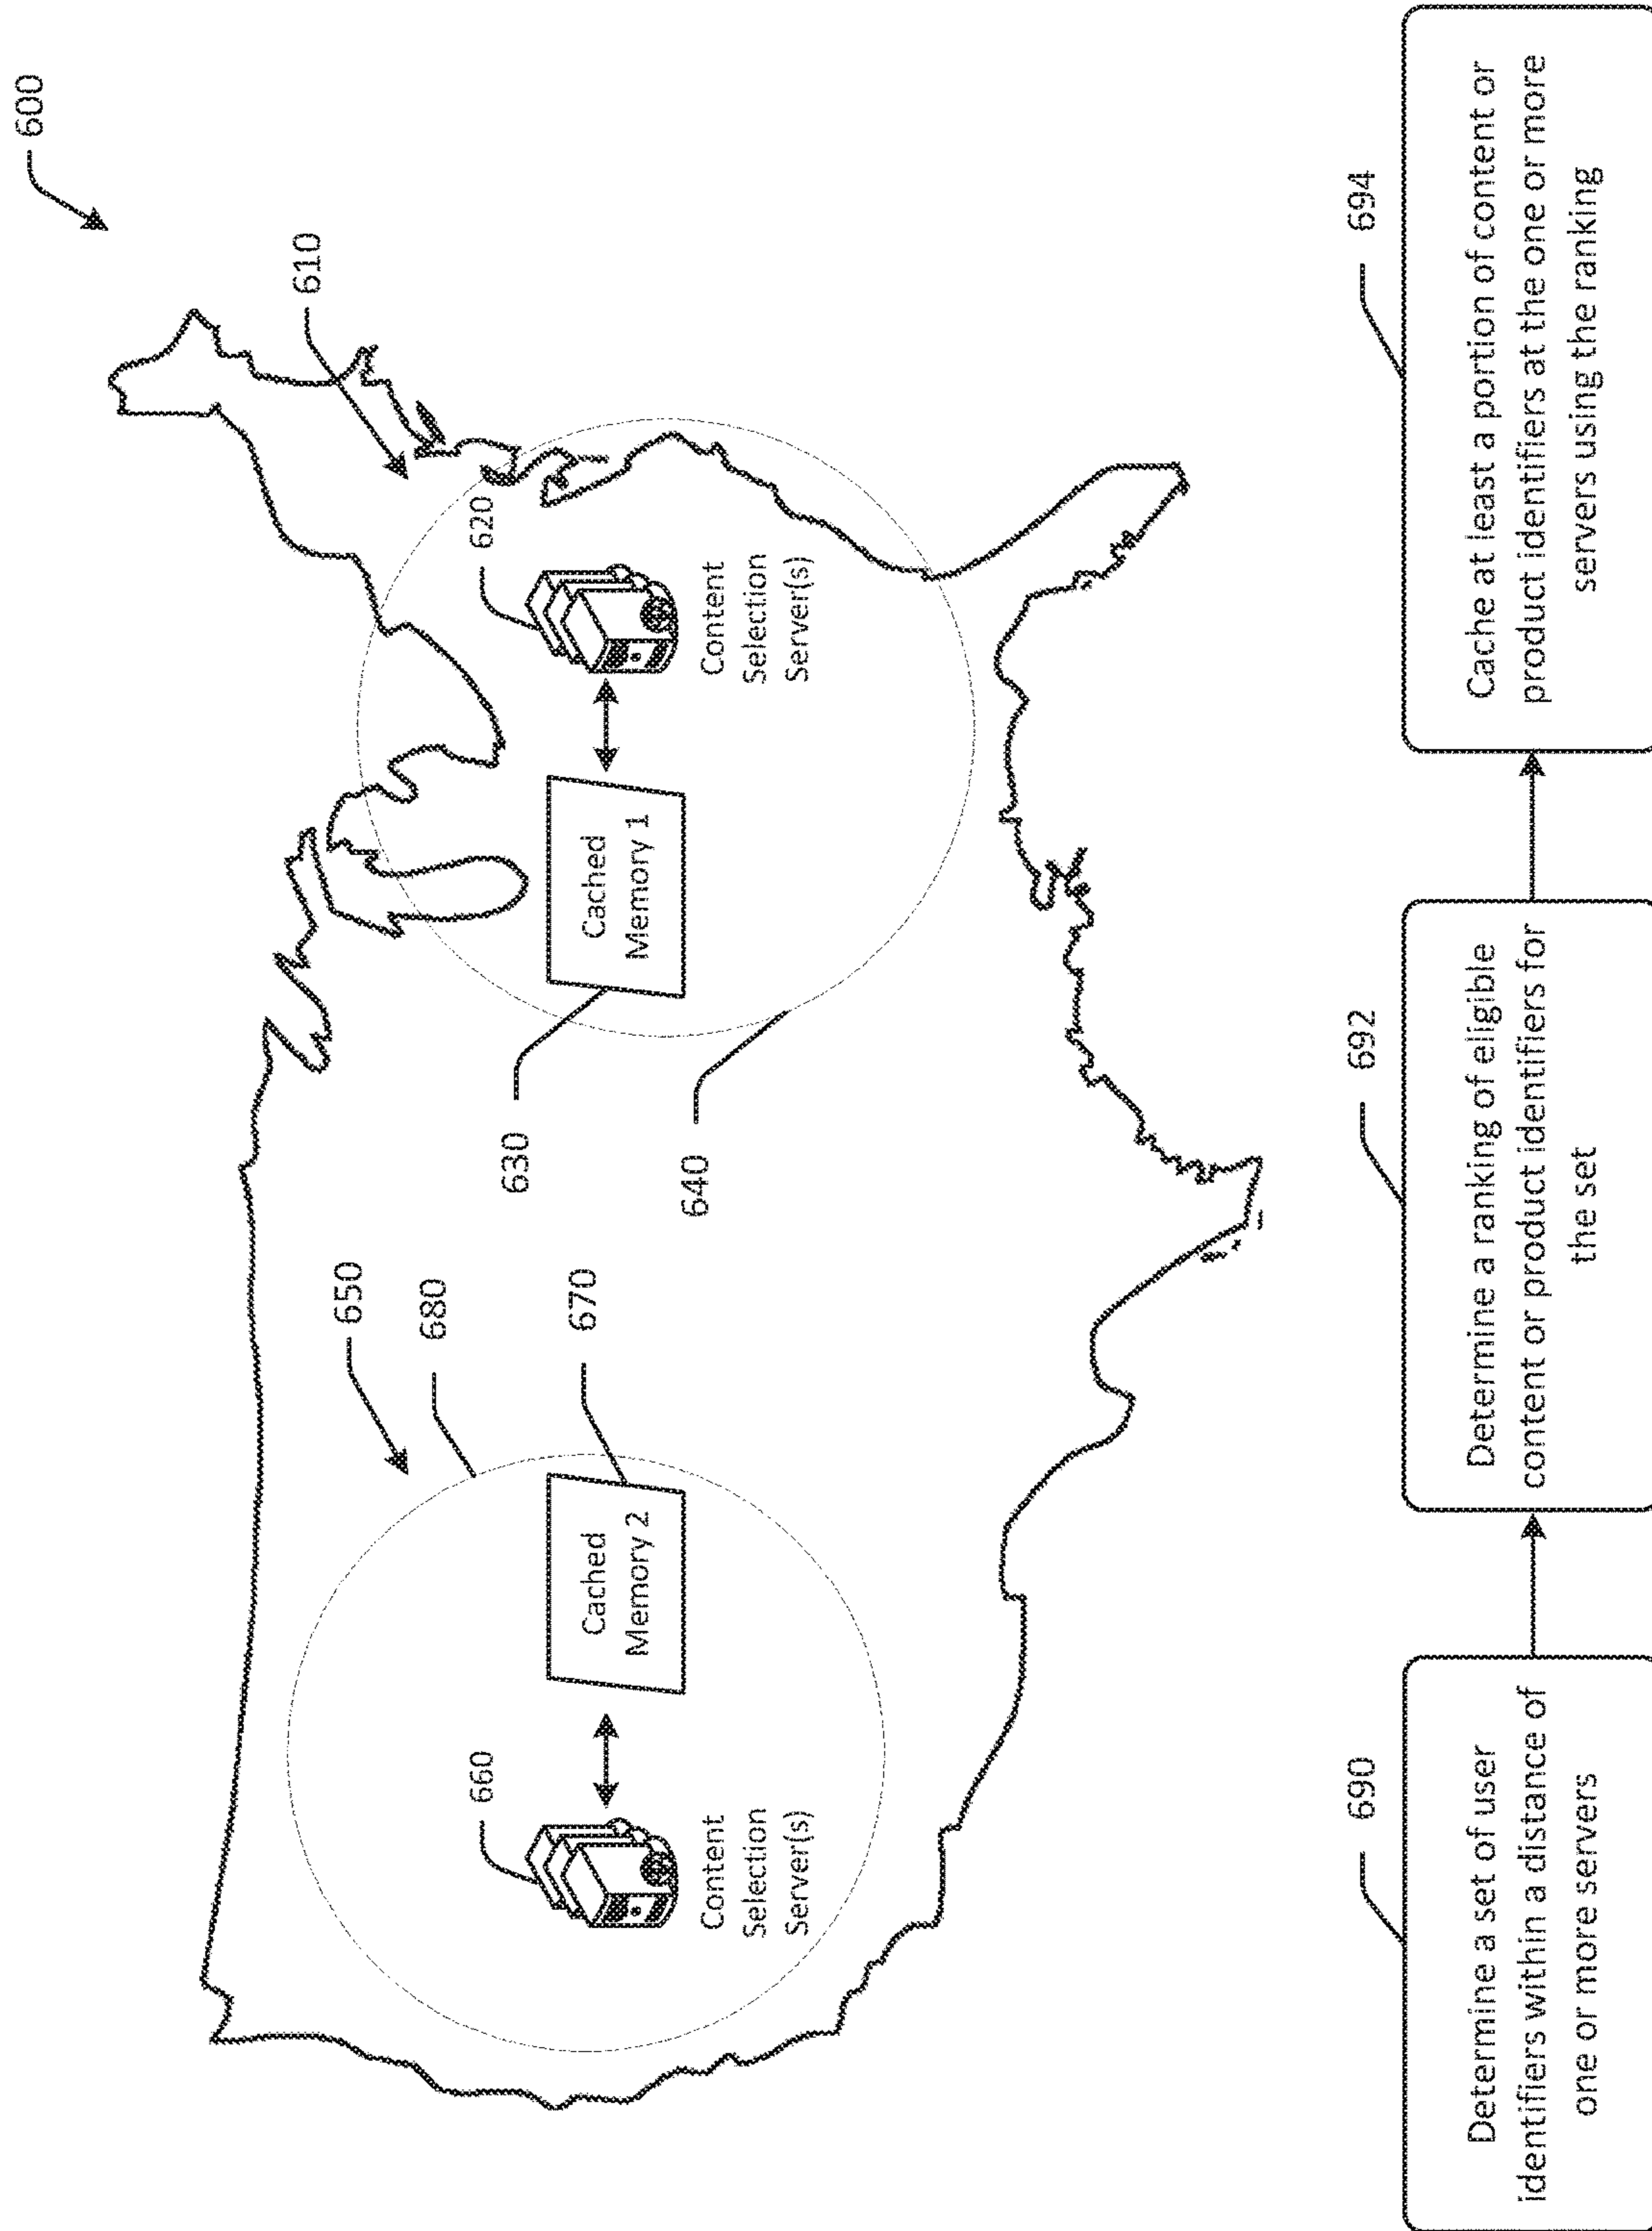 600
610
620
Content
Selection
Server(s)
Cached
Memory 1
630
640
650
680
670
Cached
Memory 2
660
Content
Selection
Server(s)
690
Determine a set of user
identifiers within a distance of
one or more servers
692
Determine a ranking of eligible
content or product identifiers for
the set
694
Cache at least a portion of content or
product identifiers at the one or more
servers using the ranking